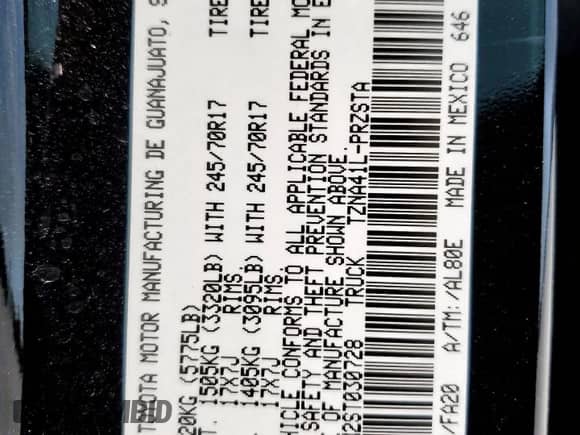 TOYOTA MOTOR MANUFACTURING DE GUANAJUATO, S
20KG (5775LB)
T. 1505KG (3320LB) WITH 245/70R17 TIRE
17X7J RIMS.
1405KG (3095LB) WITH 245/70R17 TIRE
17X7J RIMS.
HICLE CONFORMS TO ALL APPLICABLE FEDERAL MO
SAFETY AND THEFT PREVENTION STANDARDS IN E
OF MANUFACTURE SHOWN ABOVE.
2ST030728 TRUCK TZNA41L-PRZSTA
/FA20 A/TM:/AL80E MADE IN MEXICO 646